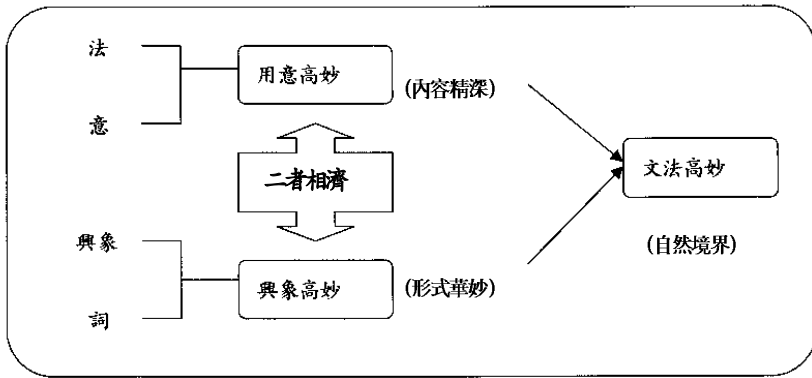 法
用意高妙
(內容精深)
意
二者相濟
文法高妙
(自然境界)
興象
興象高妙
(形式華妙)
詞